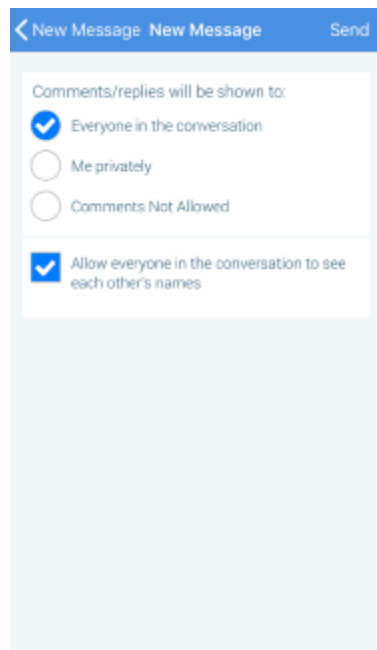 New Message New Message Send
Comments/replies will be shown to:
Everyone in the conversation
Me privately
Comments Not Allowed
Allow everyone in the conversation to see
each other's names